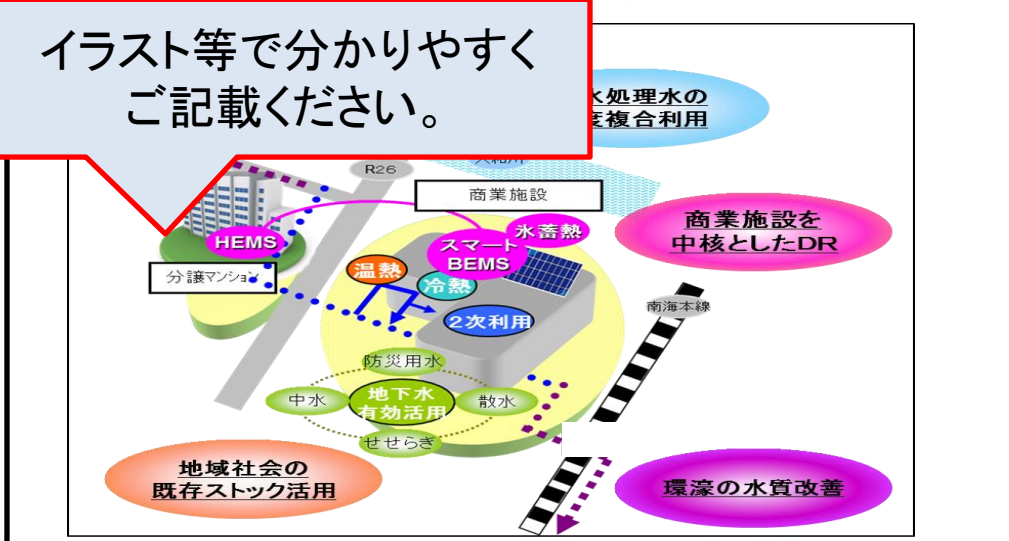 イラスト等で分かりやすく
ご記載ください。
水処理水の
度複合利用
R26
商業施設
商業施設を
中核としたDR
HEMS
スマート
BEMS
氷蓄熱
分譲マンション
温熱
冷熱
2次利用
南海本線
防災用水
中水
地下水
有効活用
散水
せせらぎ
地域社会の
既存ストック活用
環濠の水質改善